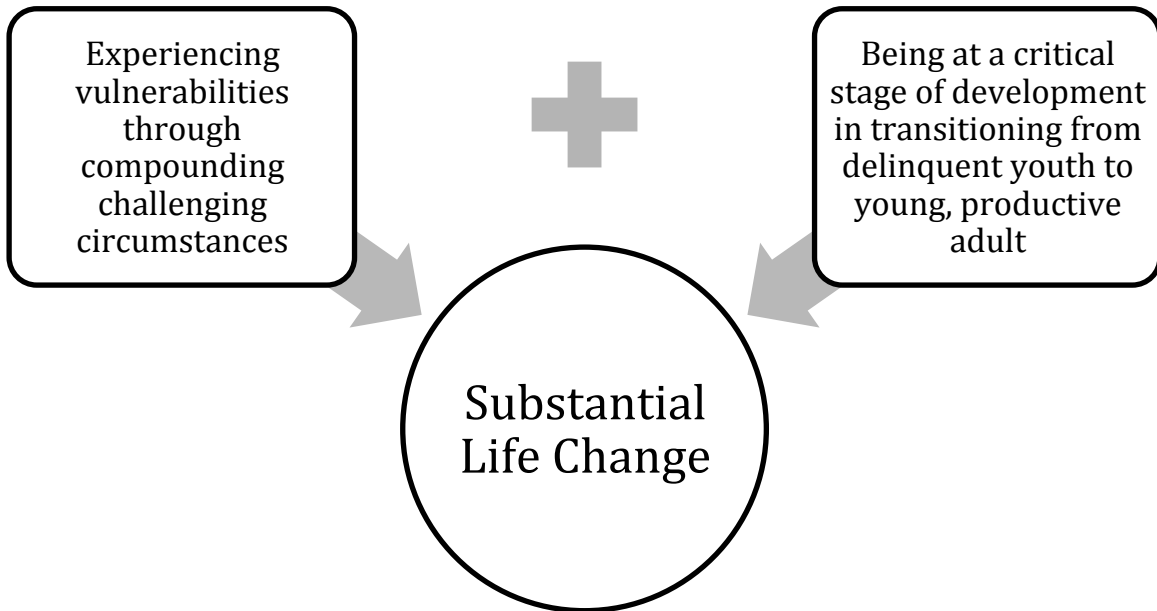 Experiencing
vulnerabilities
through
compounding
challenging
circumstances
Being at a critical
stage of development
in transitioning from
delinquent youth to
young, productive
adult
Substantial
Life Change